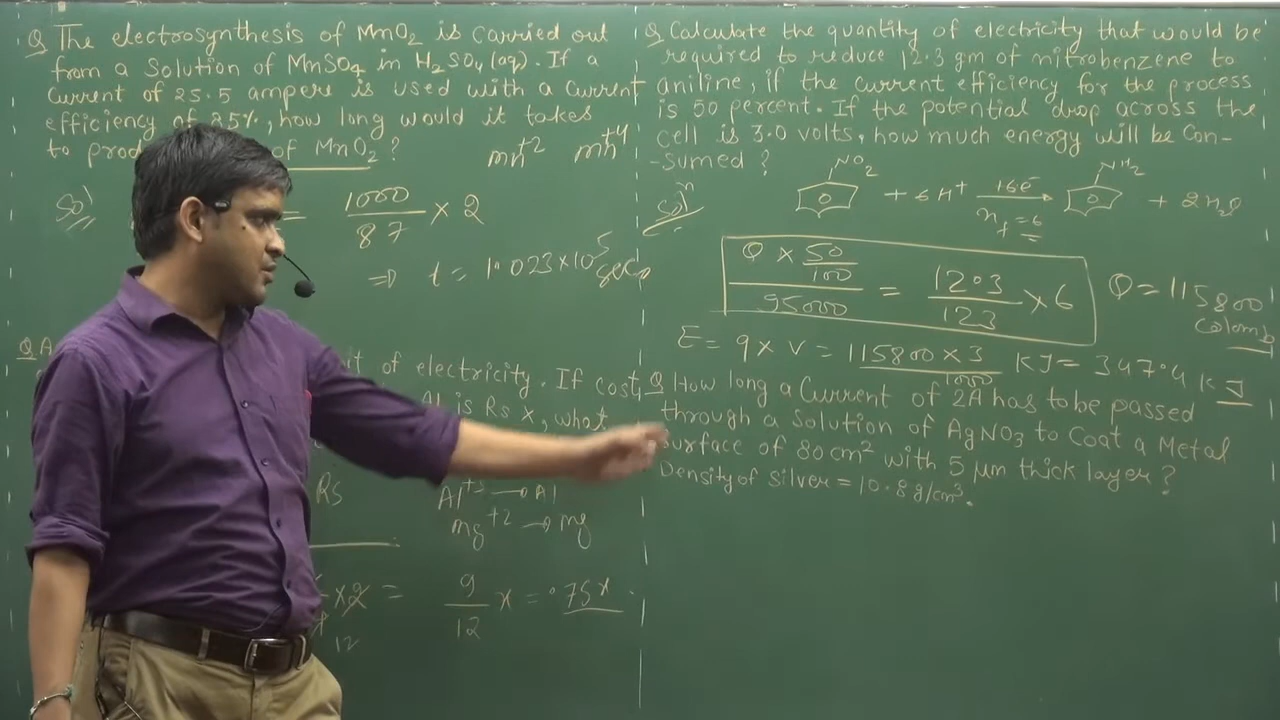 Q The electrosynthesis of MnO2 is carried out
from a Solution of MnSO4 in H2SO4 (aq). If a
Current of 25.5 ampere is used with a Current
efficiency of 85%, how long would it takes
to prod of MnO2?
mn+2 mn+4
Sol
= 1000/87 × 2
⇒ t = 1.023×10^5 secs
Q A
it of electricity. If cost
Al is Rs x, what
Rs
Al+3 → Al
mg+2 → mg
×2 =
12
9/12 x = .75x
Q Calculate the quantity of electricity that would be
required to reduce 12.3 gm of nitrobenzene to
aniline, if the current efficiency for the process
is 50 percent. If the potential drop across the
cell is 3.0 volts, how much energy will be Con-
-sumed?
Soln
NO2 + 6H+ +6e- → NH2 + 2H2O
nf = 6
Q × 50/100 / 95000 = 12.3/123 × 6
Q = 115800
Colomb
E = q × V = 115800×3/1000 KJ = 347.4 KJ
Q How long a Current of 2A has to be passed
through a Solution of AgNO3 to Coat a Metal
surface of 80 cm2 with 5 μm thick layer?
Density of Silver = 10.8 g/cm3.